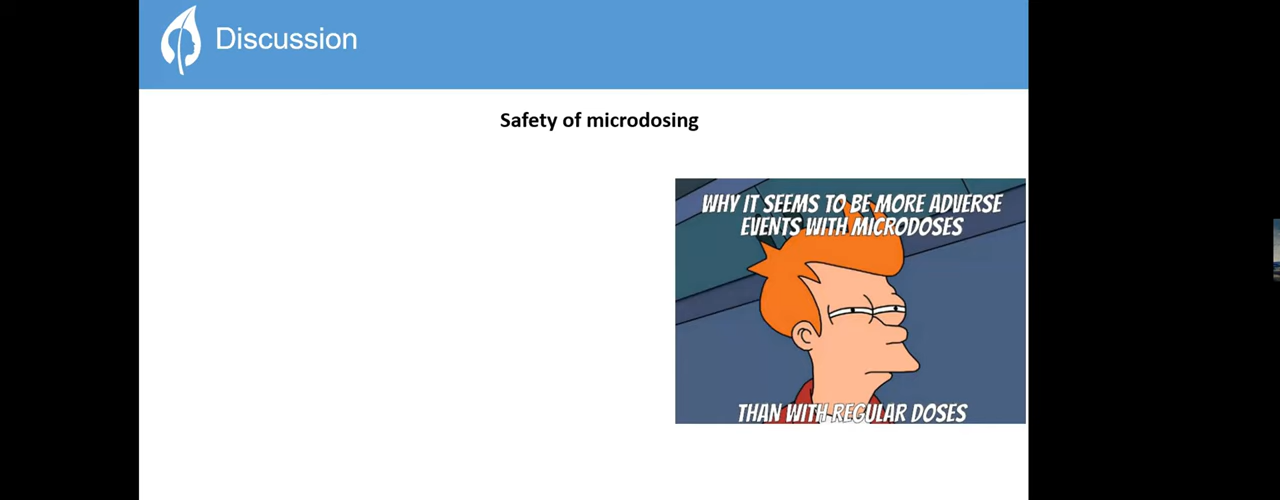 Discussion
Safety of microdosing
WHY IT SEEMS TO BE MORE ADVERSE
EVENTS WITH MICRODOSES
THAN WITH REGULAR DOSES